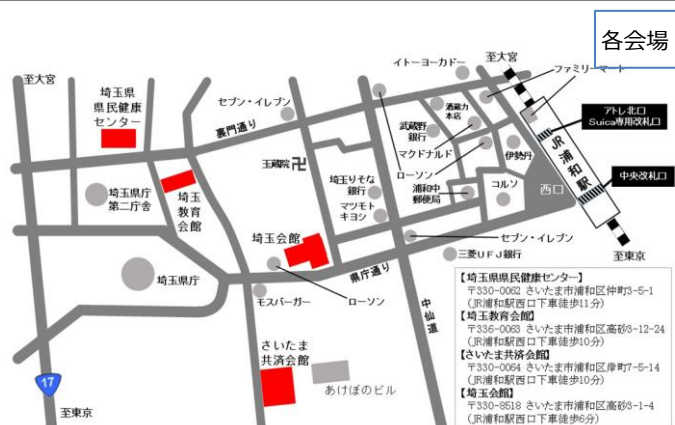 各会場
至大宮
埼玉県
県民健康
センター
セブン・イレブン
裏門通り
イトーヨーカドー
至大宮
ファミリーマート
アトレ北口
Suica専用改札口
酒蔵力
本店
武蔵野
銀行
マクドナルド
ローソン
伊勢丹
JR浦和駅
中央改札口
西口
玉蔵院
卍
埼玉りそな
銀行
浦和中
郵便局
コルソ
マツモト
キヨシ
埼玉県庁
第二庁舎
埼玉
教育
会館
埼玉会館
セブン・イレブン
三菱UFJ銀行
至東京
埼玉県庁
県庁通り
モスバーガー
ローソン
中山道
さいたま
共済会館
あけぼのビル
17
至東京
【埼玉県県民健康センター】
〒330-0062 さいたま市浦和区仲町3-5-1
(JR浦和駅西口下車徒歩11分)
【埼玉教育会館】
〒336-0063 さいたま市浦和区高砂3-12-24
(JR浦和駅西口下車徒歩10分)
【さいたま共済会館】
〒330-0064 さいたま市浦和区岸町7-5-14
(JR浦和駅西口下車徒歩10分)
【埼玉会館】
〒330-8518 さいたま市浦和区高砂3-1-4
(JR浦和駅西口下車徒歩6分)